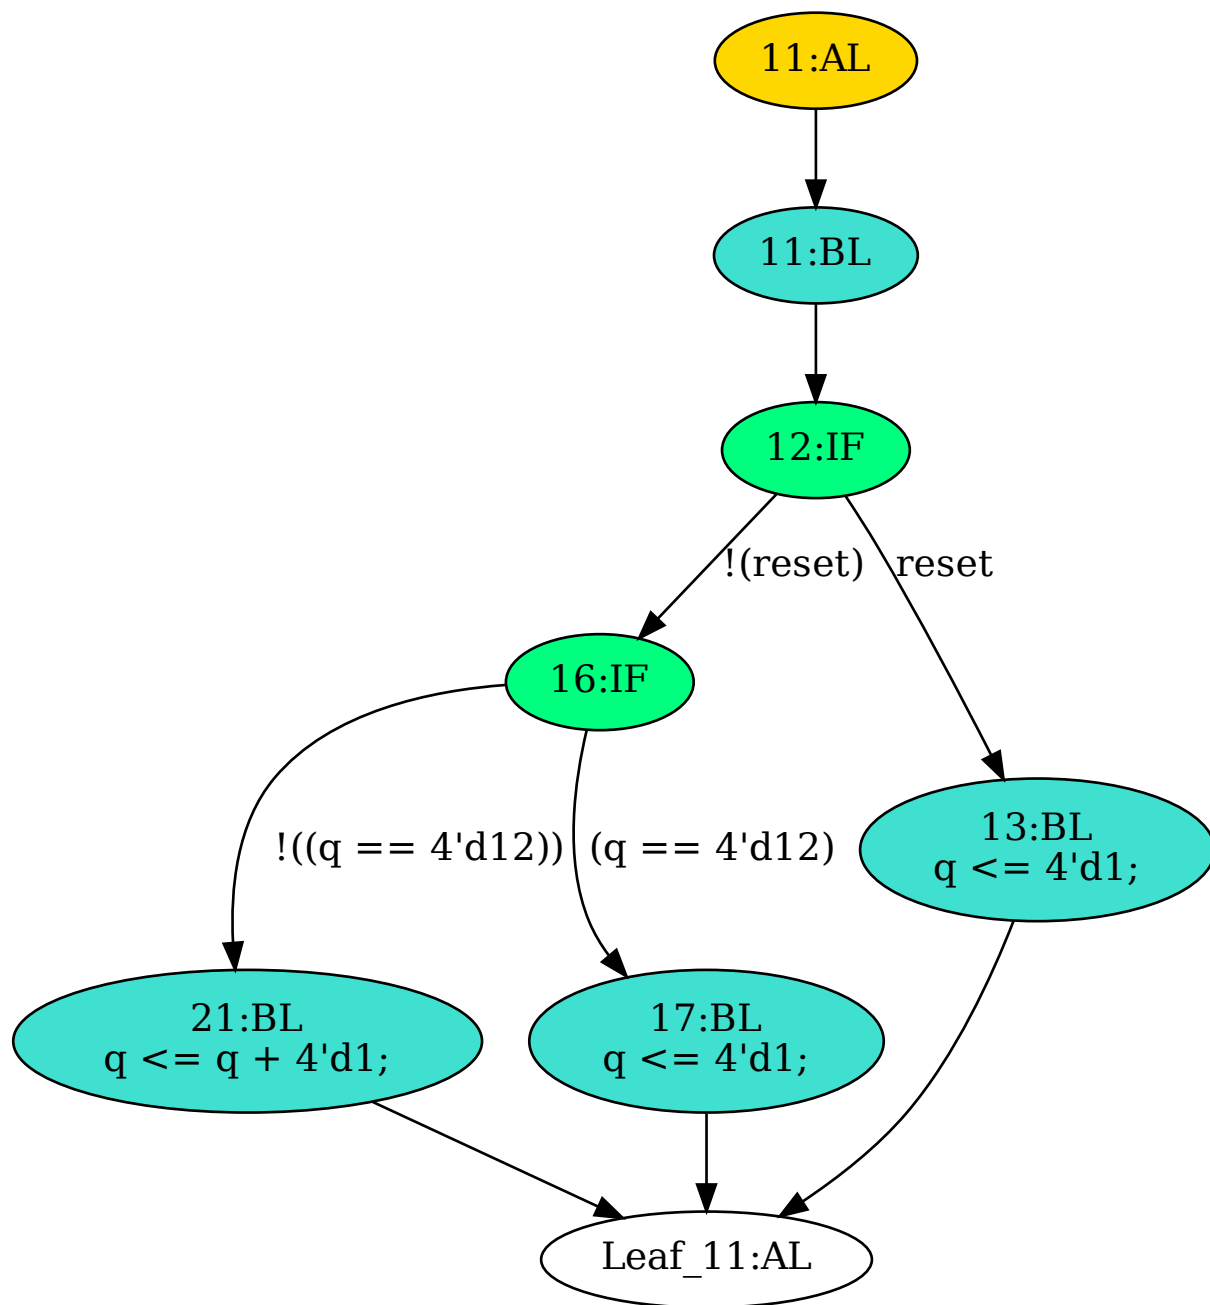 11:AL
11:BL
12:IF
!(reset)
reset
16:IF
13:BL
q <= 4'd1;
!((q == 4'd12))
(q == 4'd12)
21:BL
q <= q + 4'd1;
17:BL
q <= 4'd1;
Leaf_11:AL